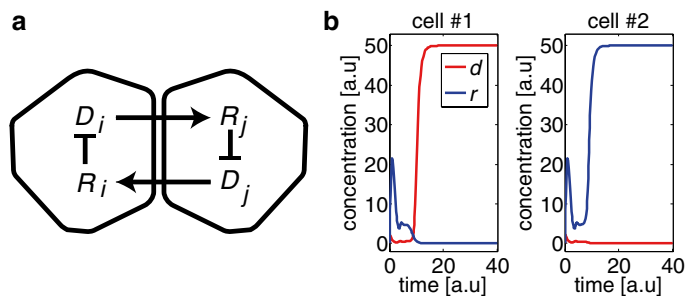 a
D i
R j
R i
D j
b
cell #1
cell #2
concentration [a.u]
50
40
30
20
10
0
d
r
0
20
40
time [a.u]
concentration [a.u]
50
40
30
20
10
0
0
20
40
time [a.u]